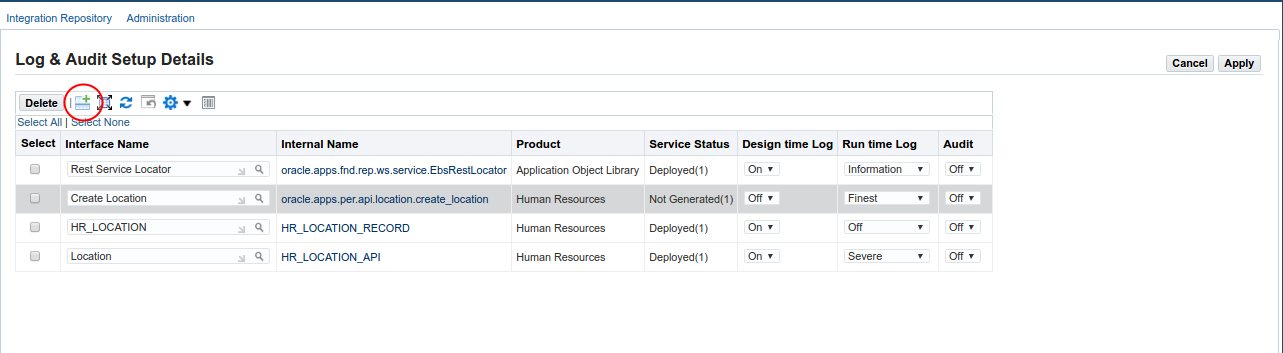 Integration Repository Administration
Log & Audit Setup Details
Cancel Apply
Delete |
Select All | Select None
Select Interface Name Internal Name Product Service Status Design time Log Run time Log Audit
Rest Service Locator oracle.apps.fnd.rep.ws.service.EbsRestLocator Application Object Library Deployed(1) On Information Off
Create Location oracle.apps.per.api.location.create_location Human Resources Not Generated(1) Off Finest Off
HR_LOCATION HR_LOCATION_RECORD Human Resources Deployed(1) On Off Off
Location HR_LOCATION_API Human Resources Deployed(1) On Severe Off